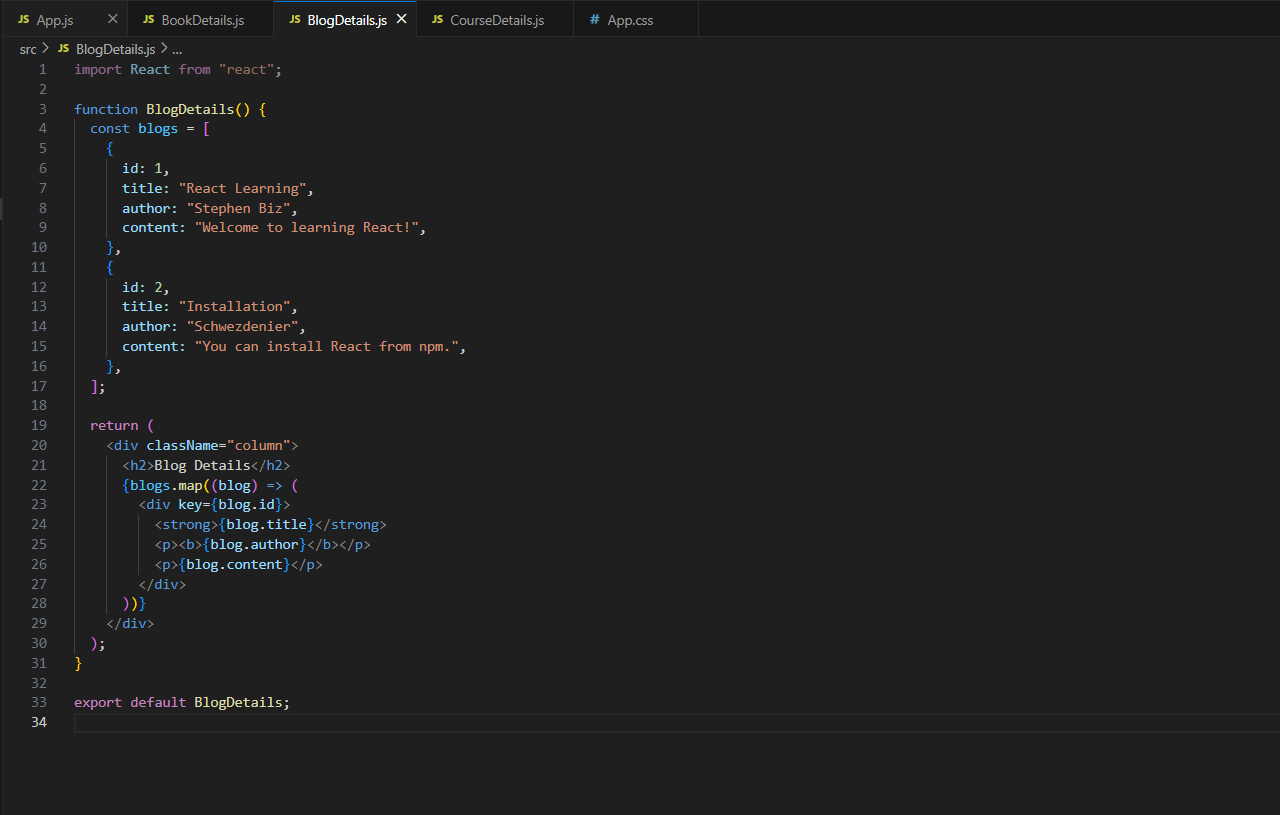 JS App.js × JS BookDetails.js JS BlogDetails.js × JS CourseDetails.js # App.css
src > JS BlogDetails.js > ...
1 import React from "react";
2
3 function BlogDetails() {
4   const blogs = [
5     {
6       id: 1,
7       title: "React Learning",
8       author: "Stephen Biz",
9       content: "Welcome to learning React!",
10     },
11     {
12       id: 2,
13       title: "Installation",
14       author: "Schwezdenier",
15       content: "You can install React from npm.",
16     },
17   ];
18
19   return (
20     <div className="column">
21       <h2>Blog Details</h2>
22       {blogs.map((blog) => (
23         <div key={blog.id}>
24           <strong>{blog.title}</strong>
25           <p><b>{blog.author}</b></p>
26           <p>{blog.content}</p>
27         </div>
28       ))}
29     </div>
30   );
31 }
32
33 export default BlogDetails;
34